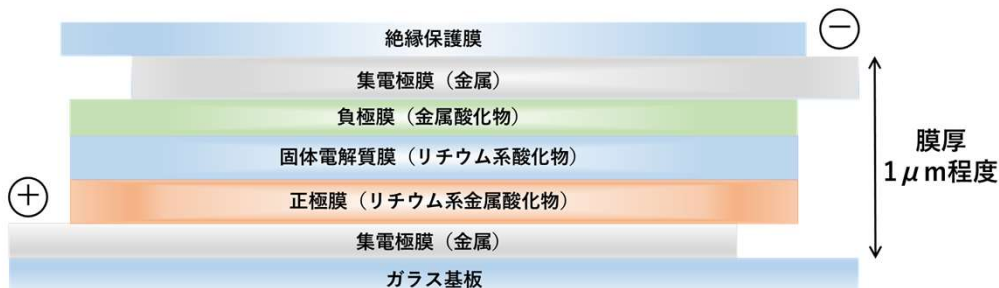 絶縁保護膜
−
集電極膜（金属）
負極膜（金属酸化物）
固体電解質膜（リチウム系酸化物）
膜厚
1μm程度
+
正極膜（リチウム系金属酸化物）
集電極膜（金属）
ガラス基板